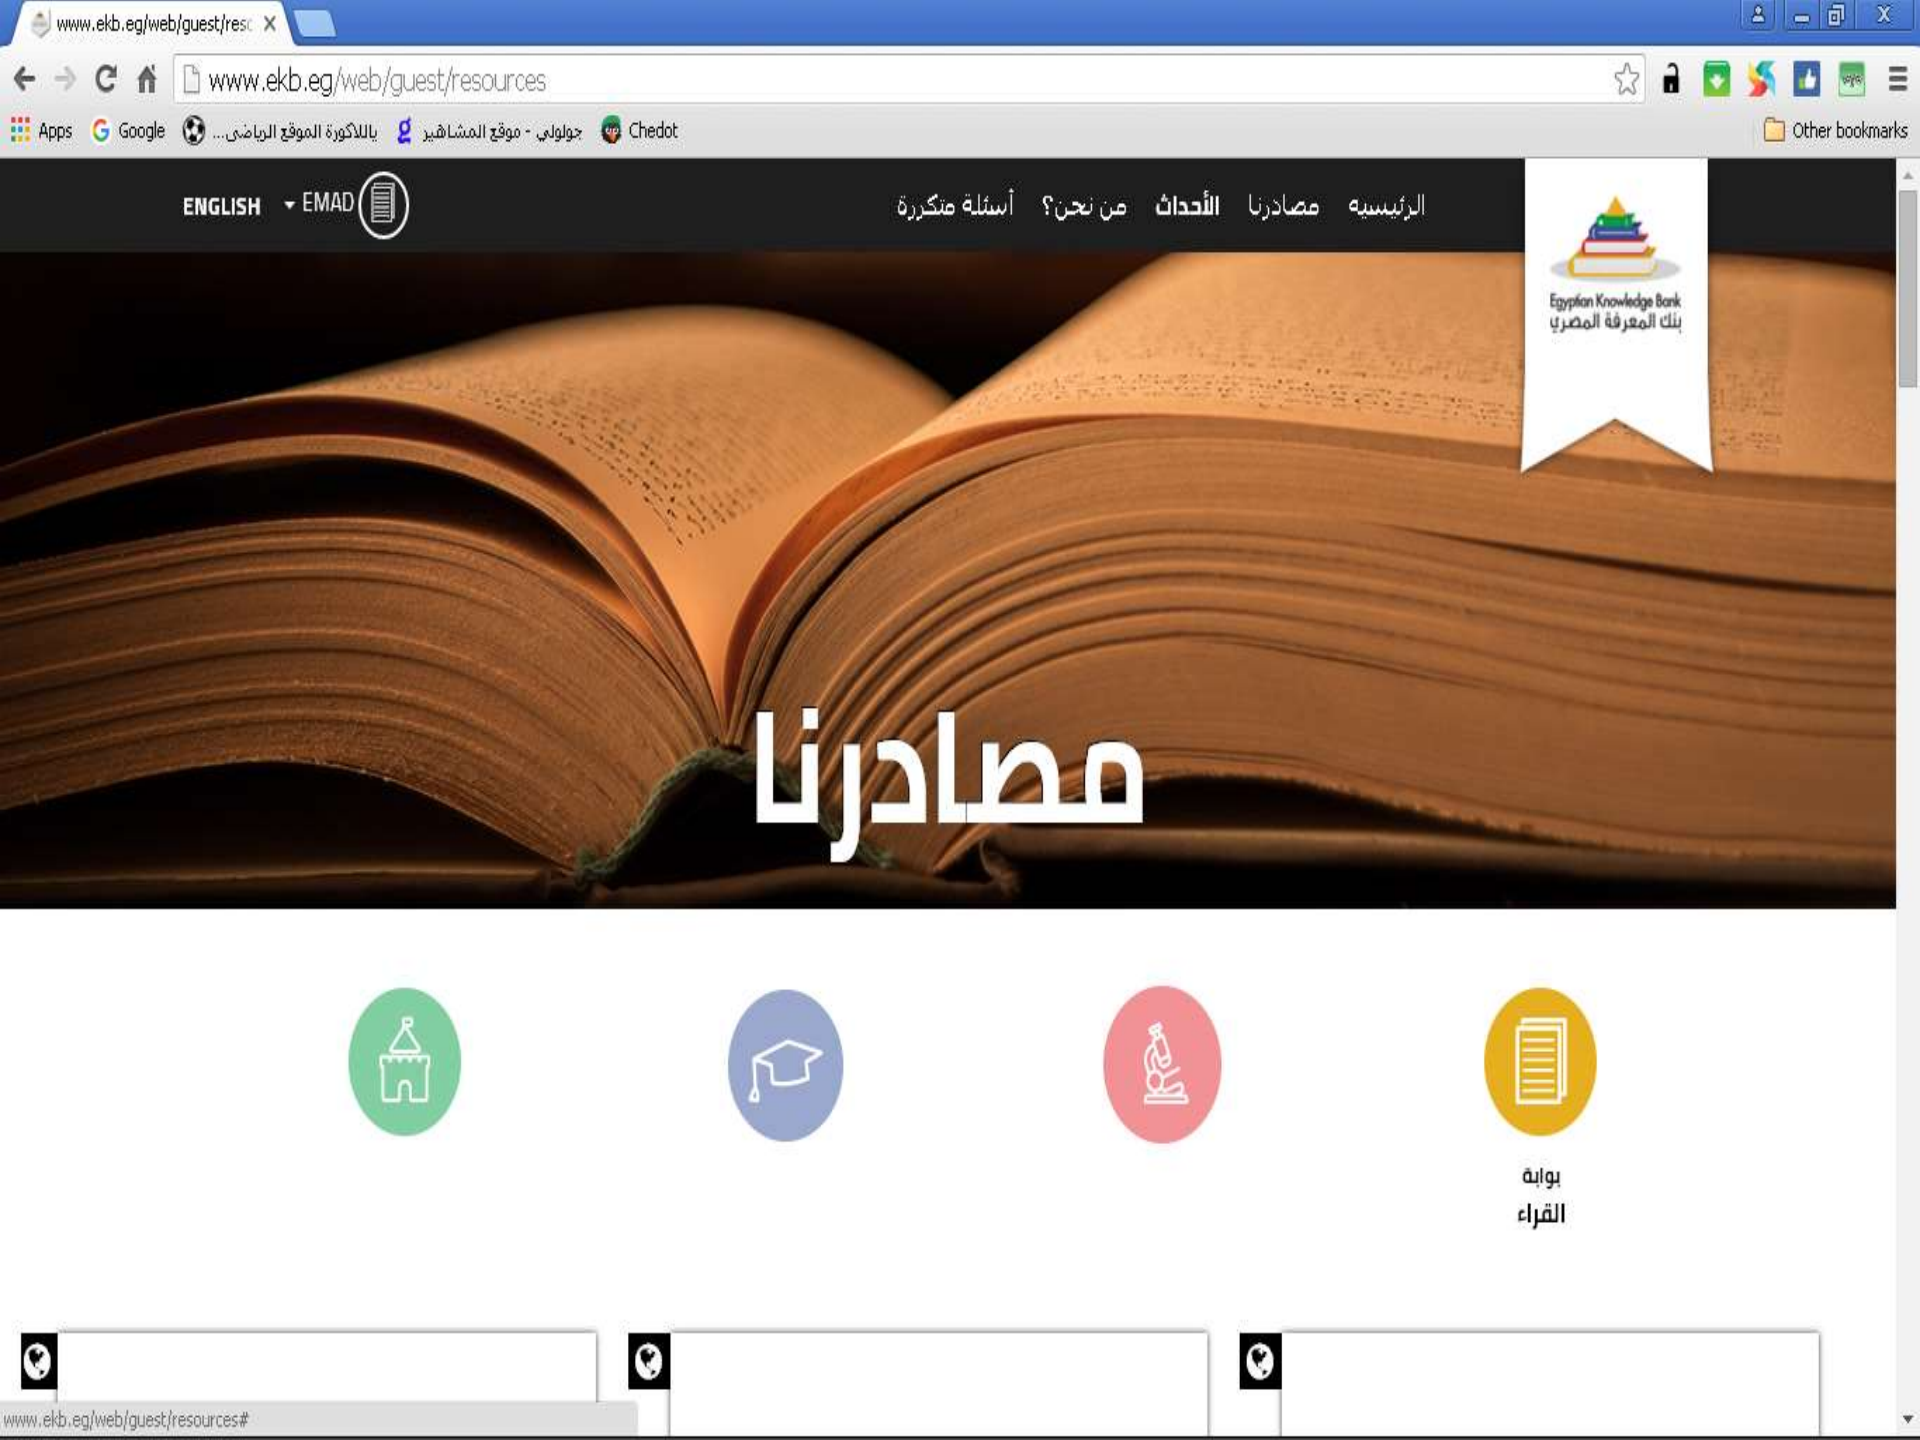 www.ekb.eg/web/guest/resc
www.ekb.eg/web/guest/resources
Apps
Google
ياللاكورة الموقع الرياضى...
جولولي - موقع المشاهير
Chedot
Other bookmarks
الرئيسيه مصادرنا الأحداث من نحن؟ أسئلة متكررة
EMAD
ENGLISH
Egyptian Knowledge Bank
بنك المعرفة المصري
مصادرنا
بوابة
القراء
www.ekb.eg/web/guest/resources#